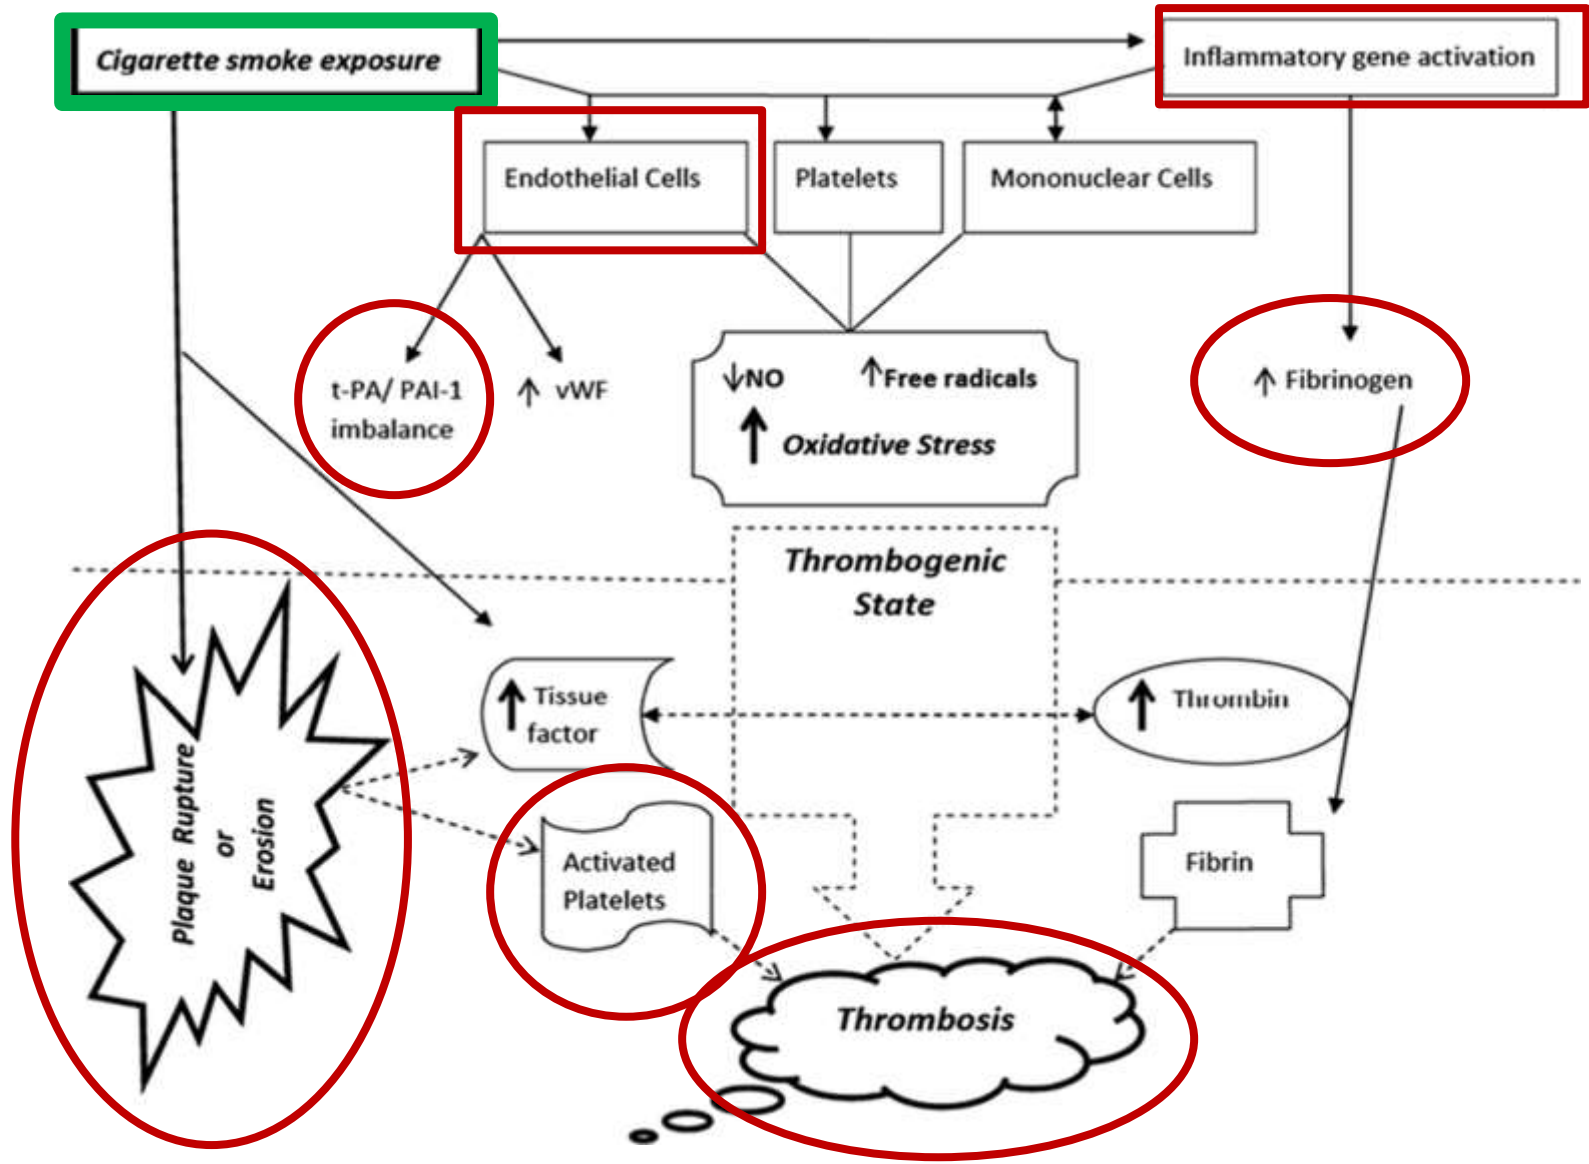 Cigarette smoke exposure
Inflammatory gene activation
Endothelial Cells
Platelets
Mononuclear Cells
t-PA/ PAI-1
imbalance
↑ vWF
↓NO
↑Free radicals
↑ Oxidative Stress
↑ Fibrinogen
Thrombogenic
State
↑ Tissue
factor
↑ Thrombin
Plaque Rupture
or
Erosion
Activated
Platelets
Fibrin
Thrombosis